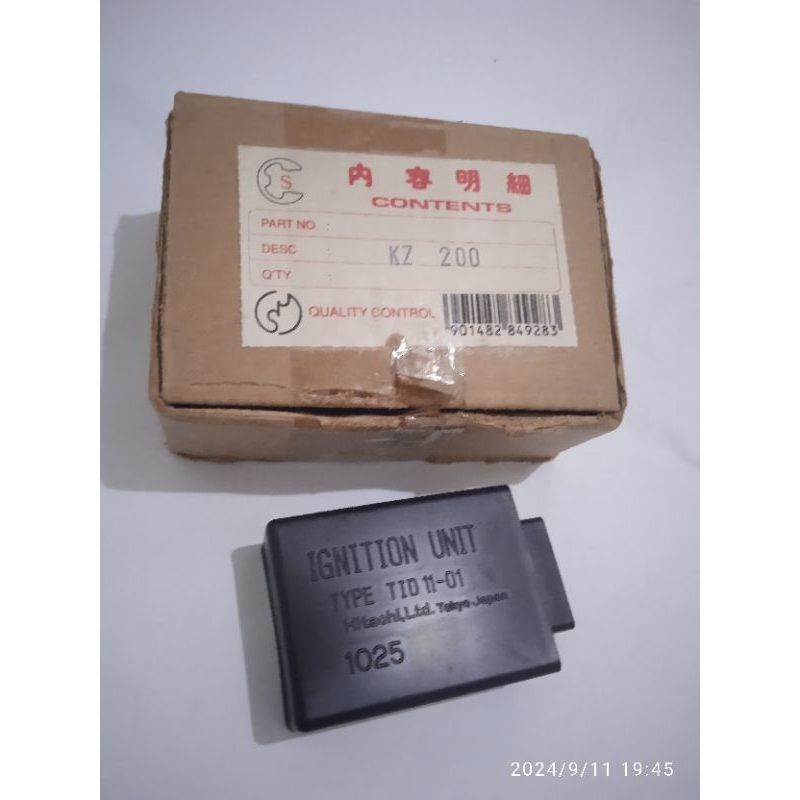 S
内容明細
CONTENTS
PART NO. :
DESC : KZ 200
Q'TY :
QUALITY CONTROL
901482 849283
IGNITION UNIT
TYPE TID 11-01
Hitachi,Ltd. Tokyo Japan
1025
2024/9/11 19:45